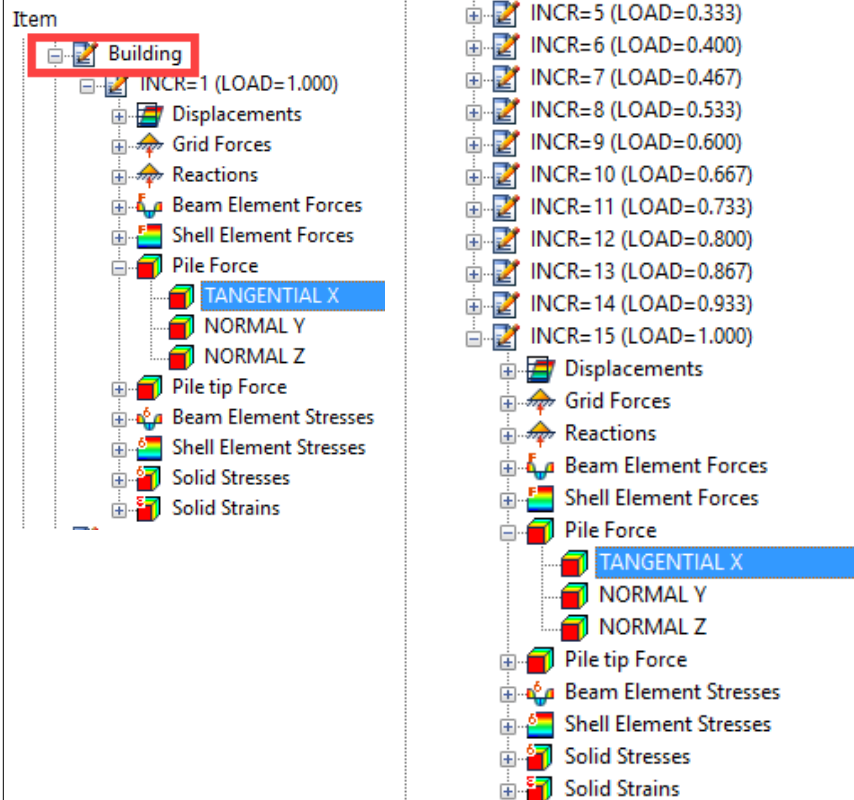 Item
Building
INCR=1 (LOAD=1.000)
Displacements
Grid Forces
Reactions
Beam Element Forces
Shell Element Forces
Pile Force
TANGENTIAL X
NORMAL Y
NORMAL Z
Pile tip Force
Beam Element Stresses
Shell Element Stresses
Solid Stresses
Solid Strains
INCR=5 (LOAD=0.333)
INCR=6 (LOAD=0.400)
INCR=7 (LOAD=0.467)
INCR=8 (LOAD=0.533)
INCR=9 (LOAD=0.600)
INCR=10 (LOAD=0.667)
INCR=11 (LOAD=0.733)
INCR=12 (LOAD=0.800)
INCR=13 (LOAD=0.867)
INCR=14 (LOAD=0.933)
INCR=15 (LOAD=1.000)
Displacements
Grid Forces
Reactions
Beam Element Forces
Shell Element Forces
Pile Force
TANGENTIAL X
NORMAL Y
NORMAL Z
Pile tip Force
Beam Element Stresses
Shell Element Stresses
Solid Stresses
Solid Strains